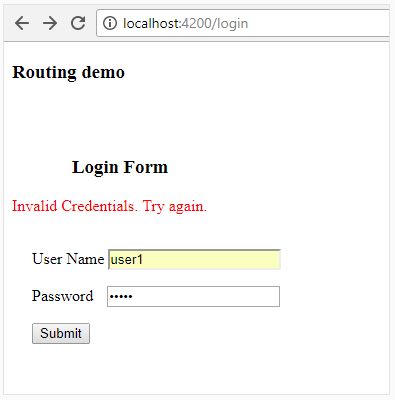 localhost:4200/login
Routing demo
Login Form
Invalid Credentials. Try again.
User Name user1
Password •••••
Submit